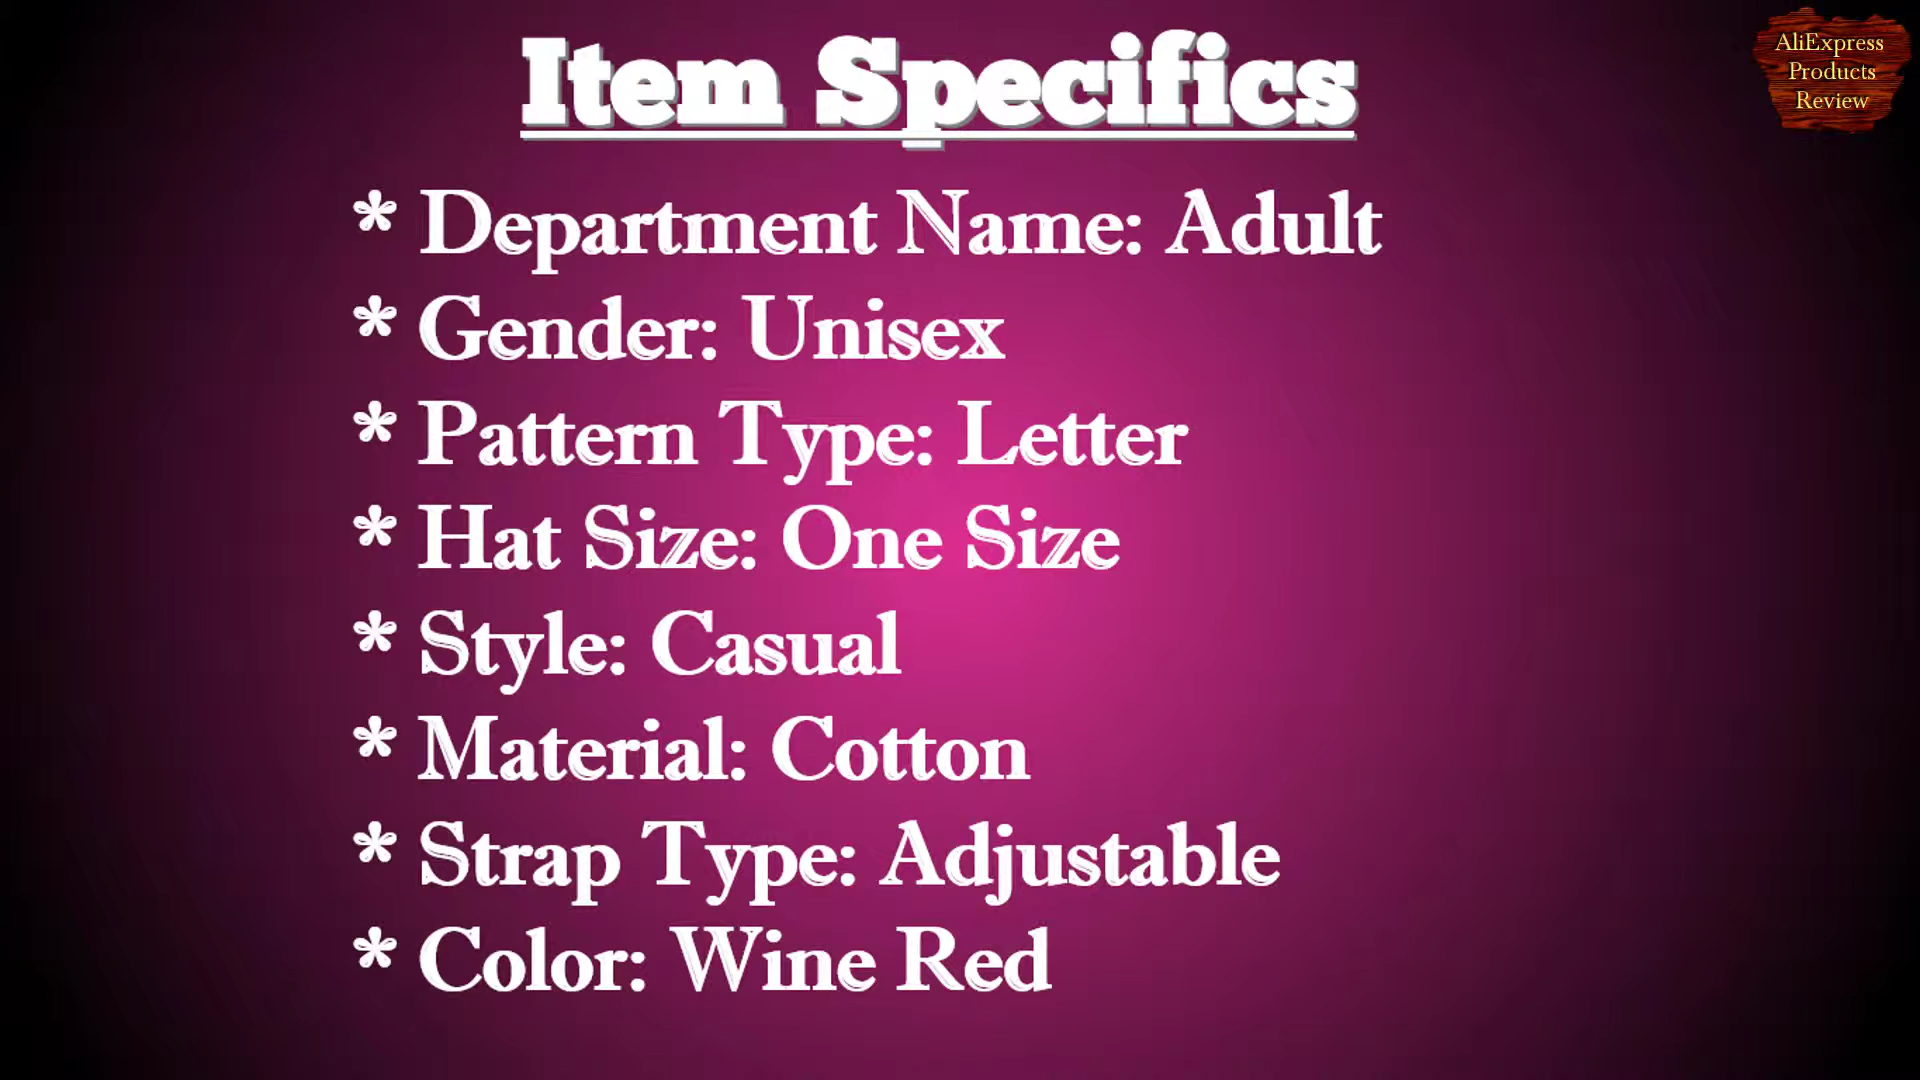 Item Specifics
AliExpress
Products
Review
* Department Name: Adult
* Gender: Unisex
* Pattern Type: Letter
* Hat Size: One Size
* Style: Casual
* Material: Cotton
* Strap Type: Adjustable
* Color: Wine Red